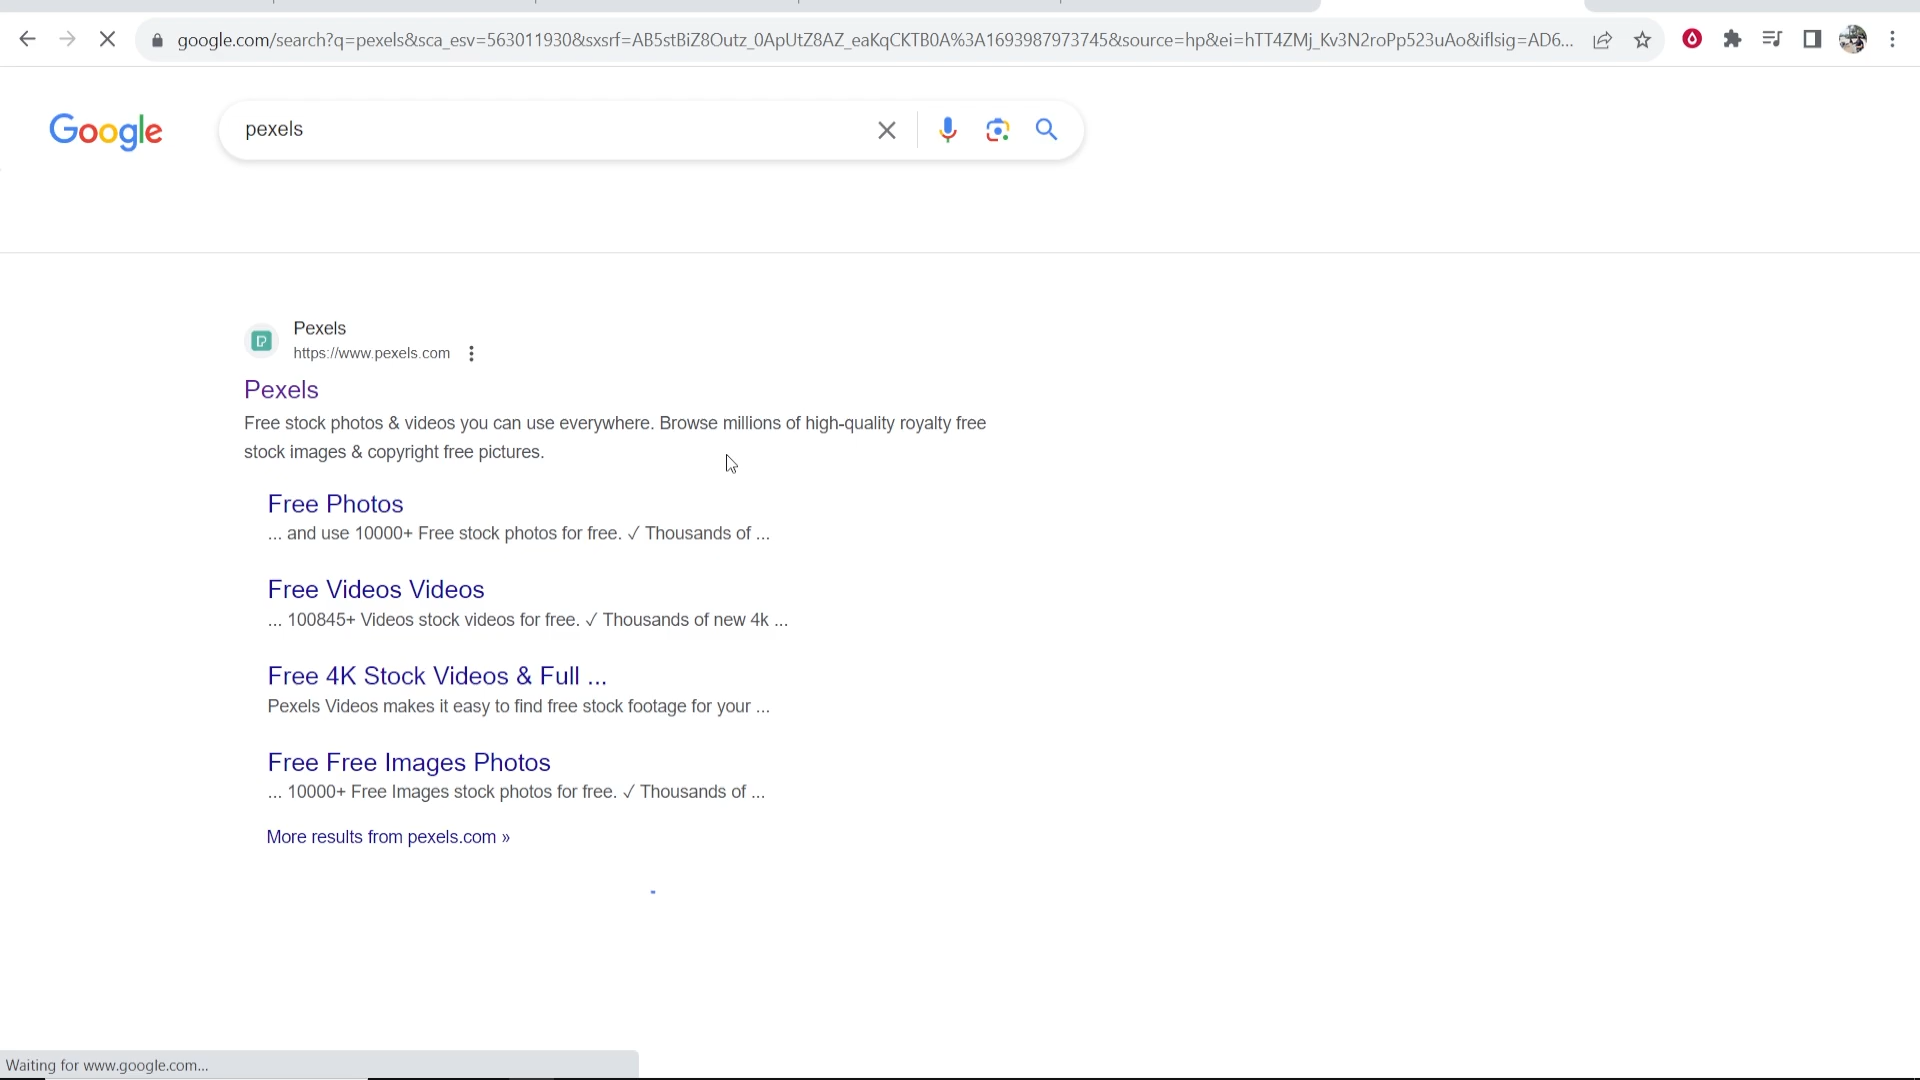 google.com/search?q=pexels&sca_esv=563011930&sxsrf=AB5stBiZ8Outz_0ApUtZ8AZ_eaKqCKTB0A%3A1693987973745&source=hp&ei=hTT4ZMj_Kv3N2roPp523uAo&iflsig=AD6...
Google
pexels
Pexels
https://www.pexels.com
Pexels
Free stock photos & videos you can use everywhere. Browse millions of high-quality royalty free
stock images & copyright free pictures.
Free Photos
... and use 10000+ Free stock photos for free. ✓ Thousands of ...
Free Videos Videos
... 100845+ Videos stock videos for free. ✓ Thousands of new 4k ...
Free 4K Stock Videos & Full ...
Pexels Videos makes it easy to find free stock footage for your ...
Free Free Images Photos
... 10000+ Free Images stock photos for free. ✓ Thousands of ...
More results from pexels.com »
Waiting for www.google.com...